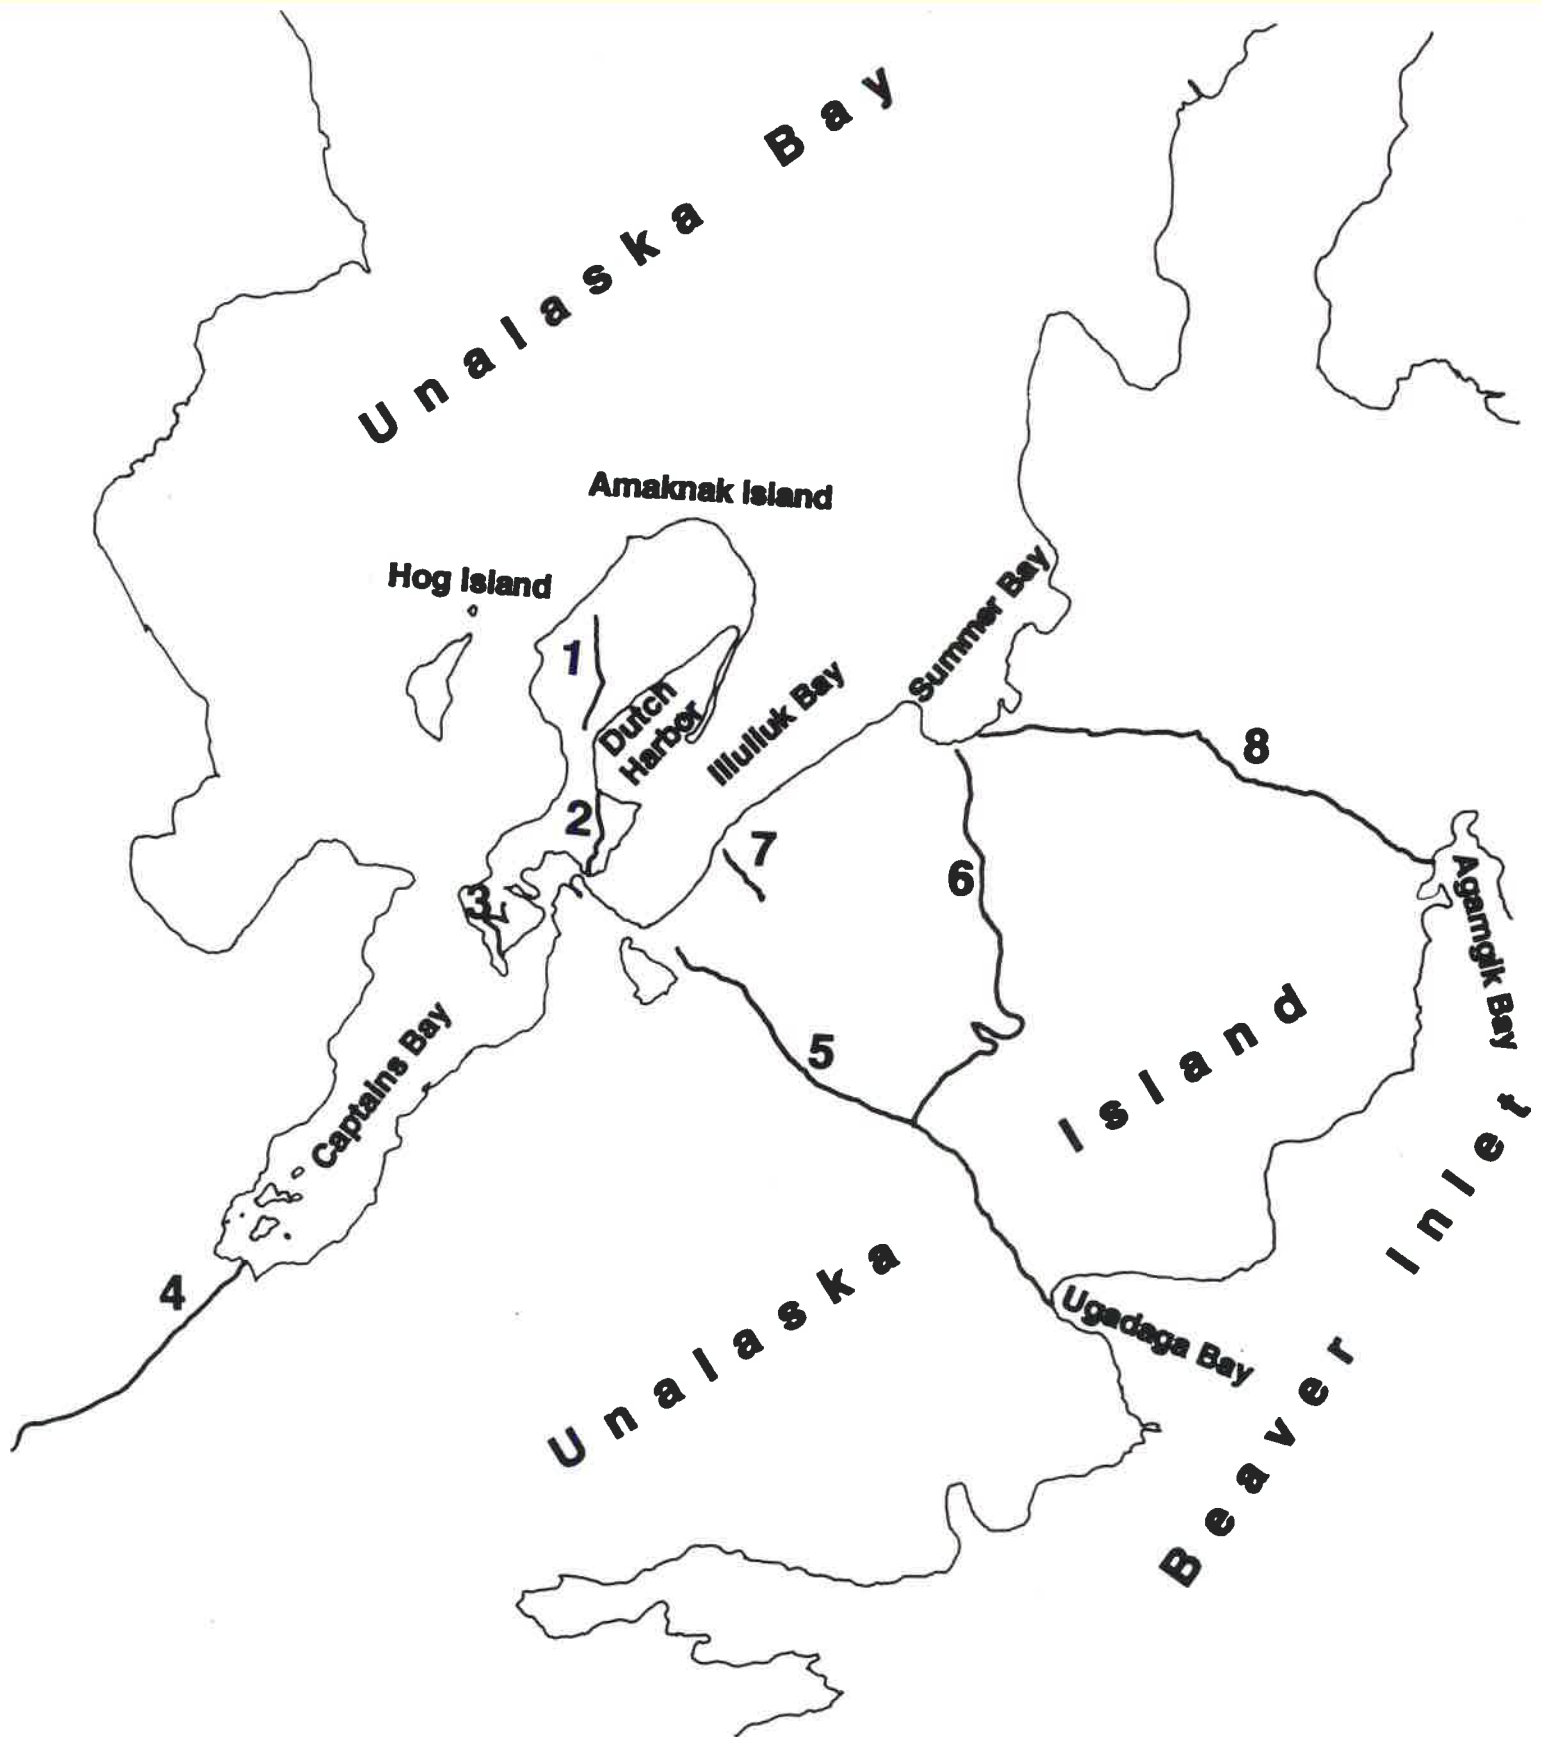 Unalaska Bay
Amaknak Island
Hog Island
Summer Bay
1
Dutch
Harbor
Illulluk Bay
8
2
7
6
3
Agamgik Bay
Captains Bay
5
Island
4
Unalaska
Ugadaga Bay
Beaver Inlet